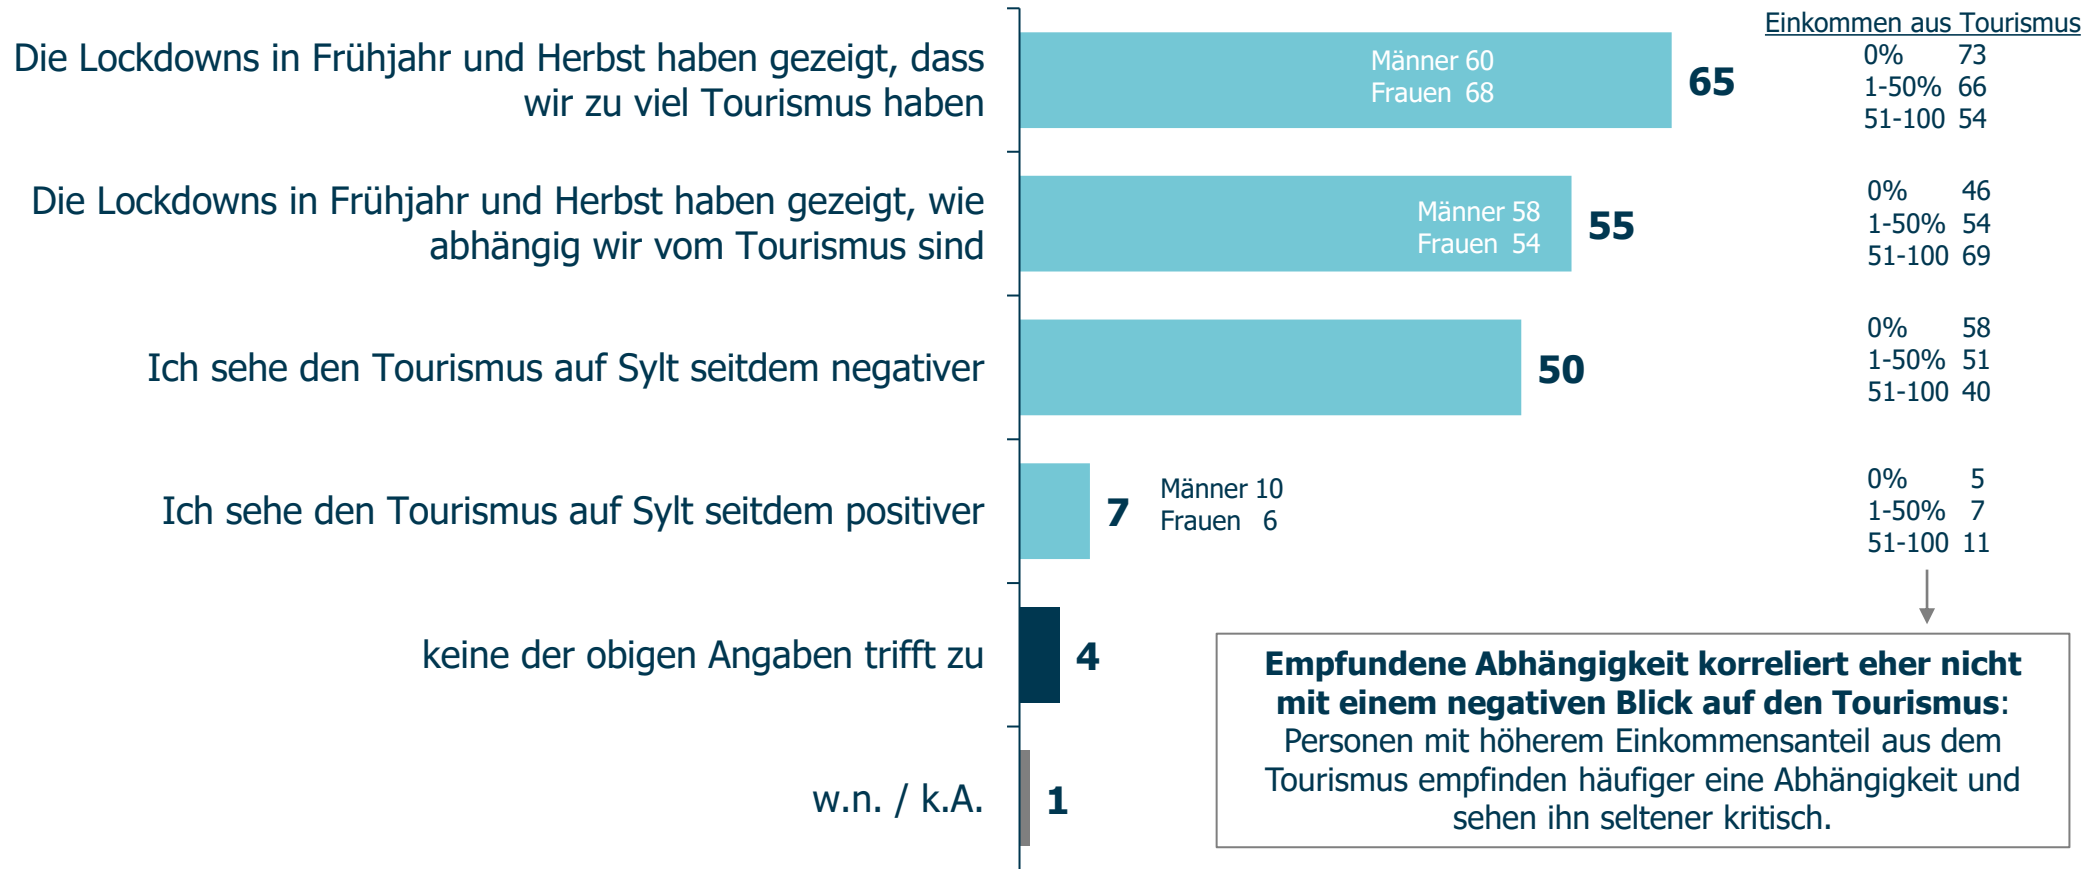 Einkommen aus Tourismus
Die Lockdowns in Frühjahr und Herbst haben gezeigt, dass
wir zu viel Tourismus haben
Männer 60
Frauen 68
65
0% 73
1-50% 66
51-100 54
Die Lockdowns in Frühjahr und Herbst haben gezeigt, wie
abhängig wir vom Tourismus sind
Männer 58
Frauen 54
55
0% 46
1-50% 54
51-100 69
Ich sehe den Tourismus auf Sylt seitdem negativer
50
0% 58
1-50% 51
51-100 40
Ich sehe den Tourismus auf Sylt seitdem positiver
7
Männer 10
Frauen 6
0% 5
1-50% 7
51-100 11
keine der obigen Angaben trifft zu
4
w.n. / k.A.
1
Empfundene Abhängigkeit korreliert eher nicht
mit einem negativen Blick auf den Tourismus:
Personen mit höherem Einkommensanteil aus dem
Tourismus empfinden häufiger eine Abhängigkeit und
sehen ihn seltener kritisch.